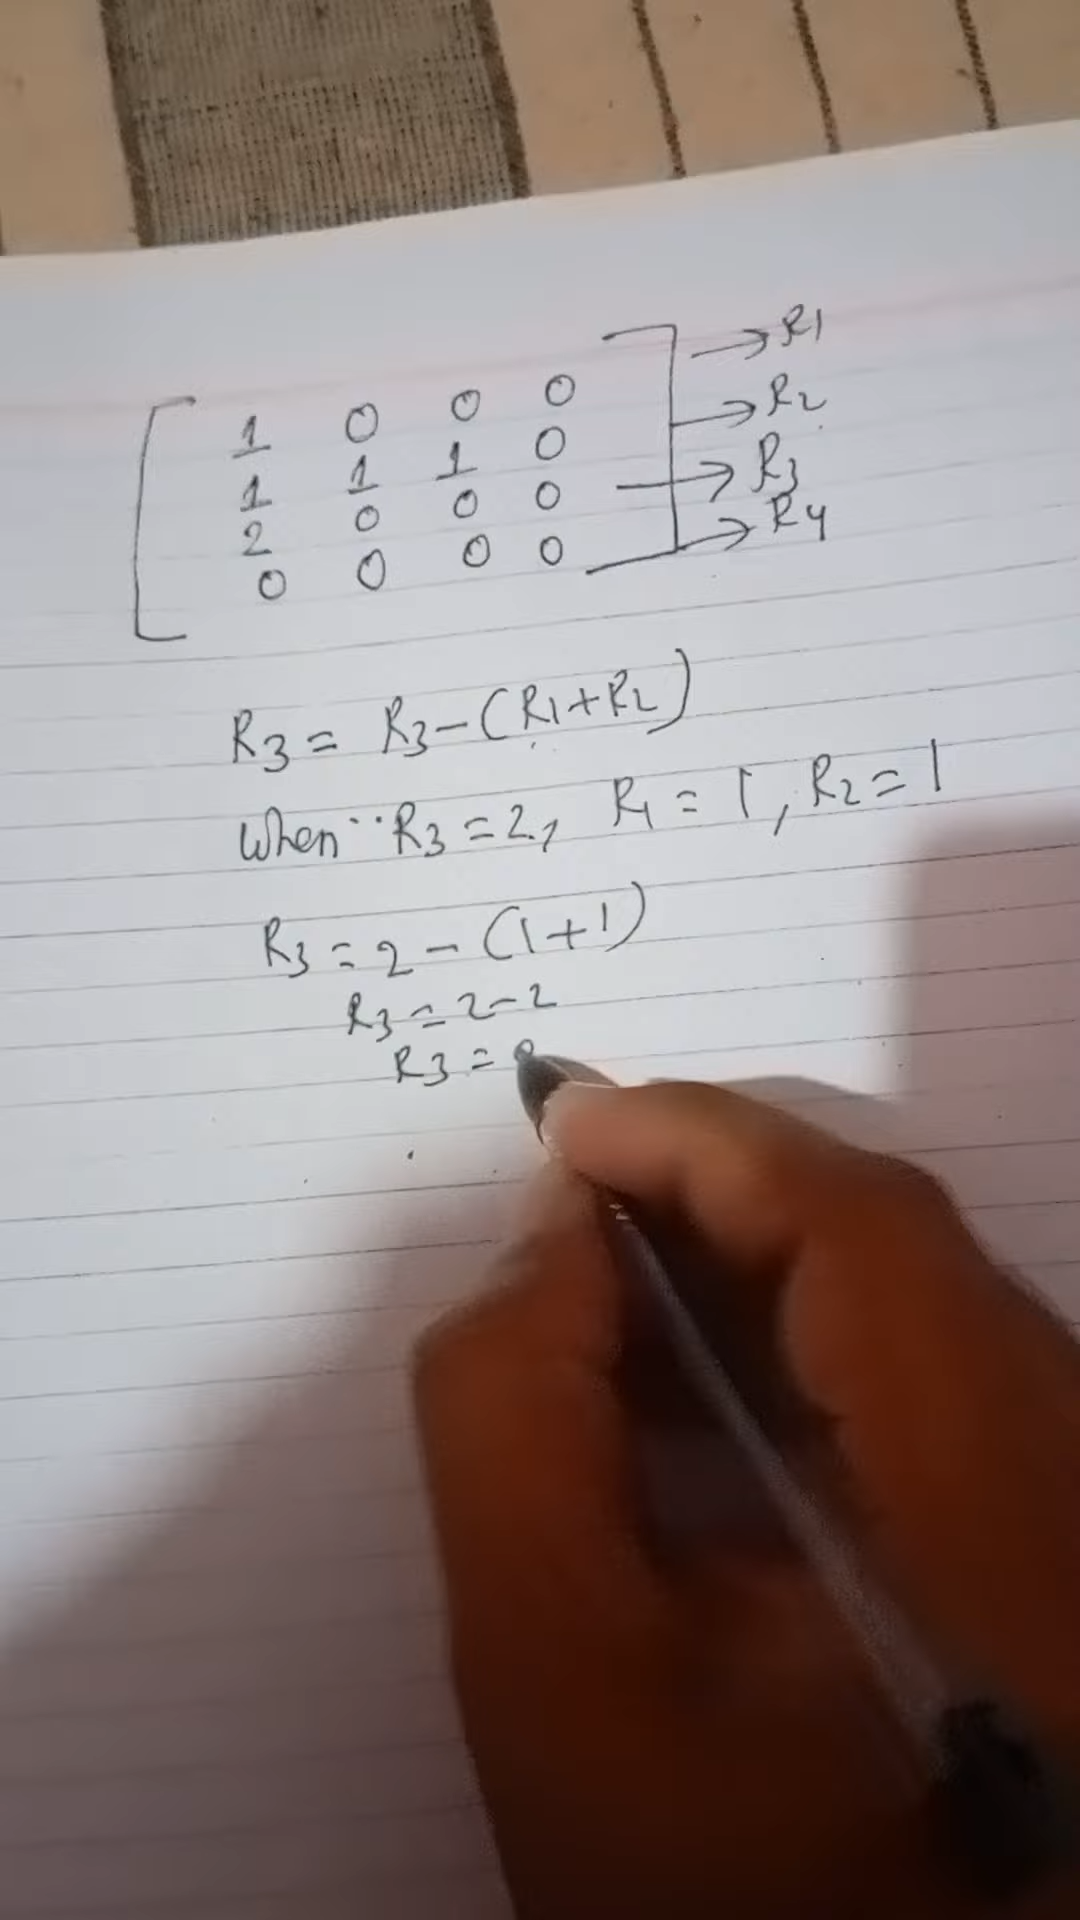 1 0 0 0 → R1
1 1 1 0 → R2
2 0 0 0 → R3
0 0 0 0 → R4
R3 = R3 - (R1 + R2)
When R3 = 2, R1 = 1, R2 = 1
R3 = 2 - (1 + 1)
R3 = 2 - 2
R3 = 0